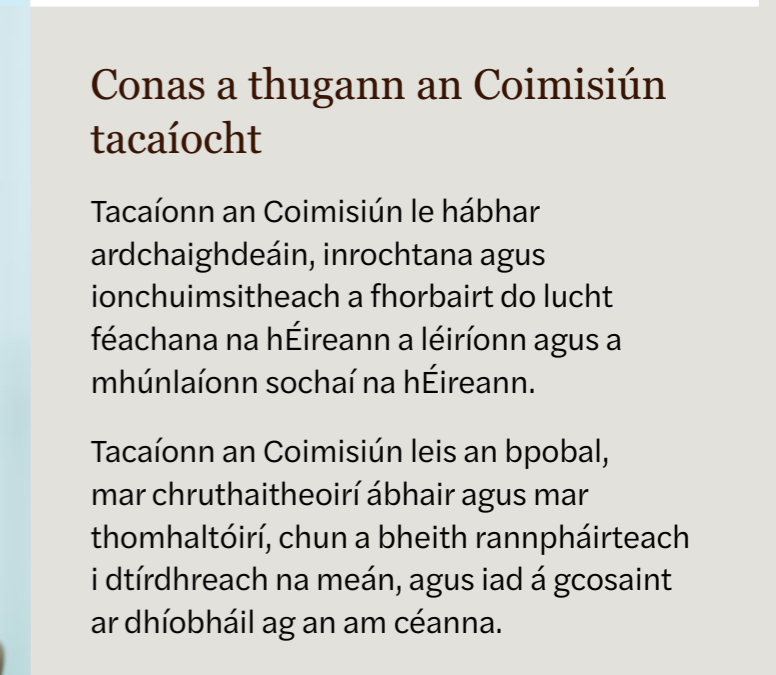 Conas a thugann an Coimisiún
tacaíocht
Tacaíonn an Coimisiún le hábhar
ardchaighdeáin, inrochtana agus
ionchuimsitheach a fhorbairt do lucht
féachana na hÉireann a léiríonn agus a
mhúnlaíonn sochaí na hÉireann.
Tacaíonn an Coimisiún leis an bpobal,
mar chruthaitheoirí ábhair agus mar
thomhaltóirí, chun a bheith rannpháirteach
i dtírdhreach na meán, agus iad á gcosaint
ar dhíobháil ag an am céanna.